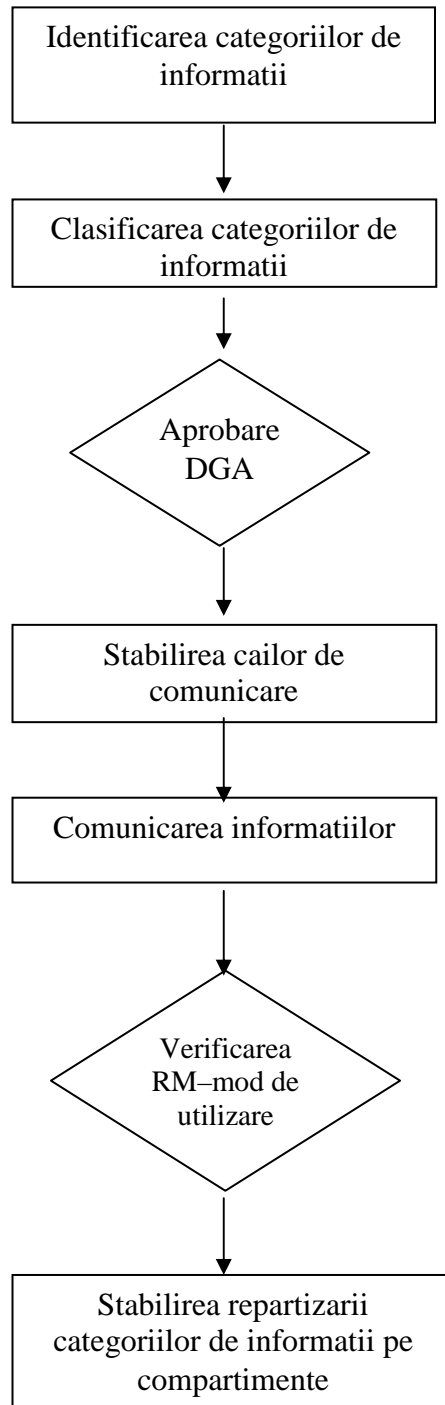 Identificarea categoriilor de
informatii
Clasificarea categoriilor de
informatii
Aprobare
DGA
Stabilirea cailor de
comunicare
Comunicarea informatiilor
Verificarea
RM–mod de
utilizare
Stabilirea repartizarii
categoriilor de informatii pe
compartimente